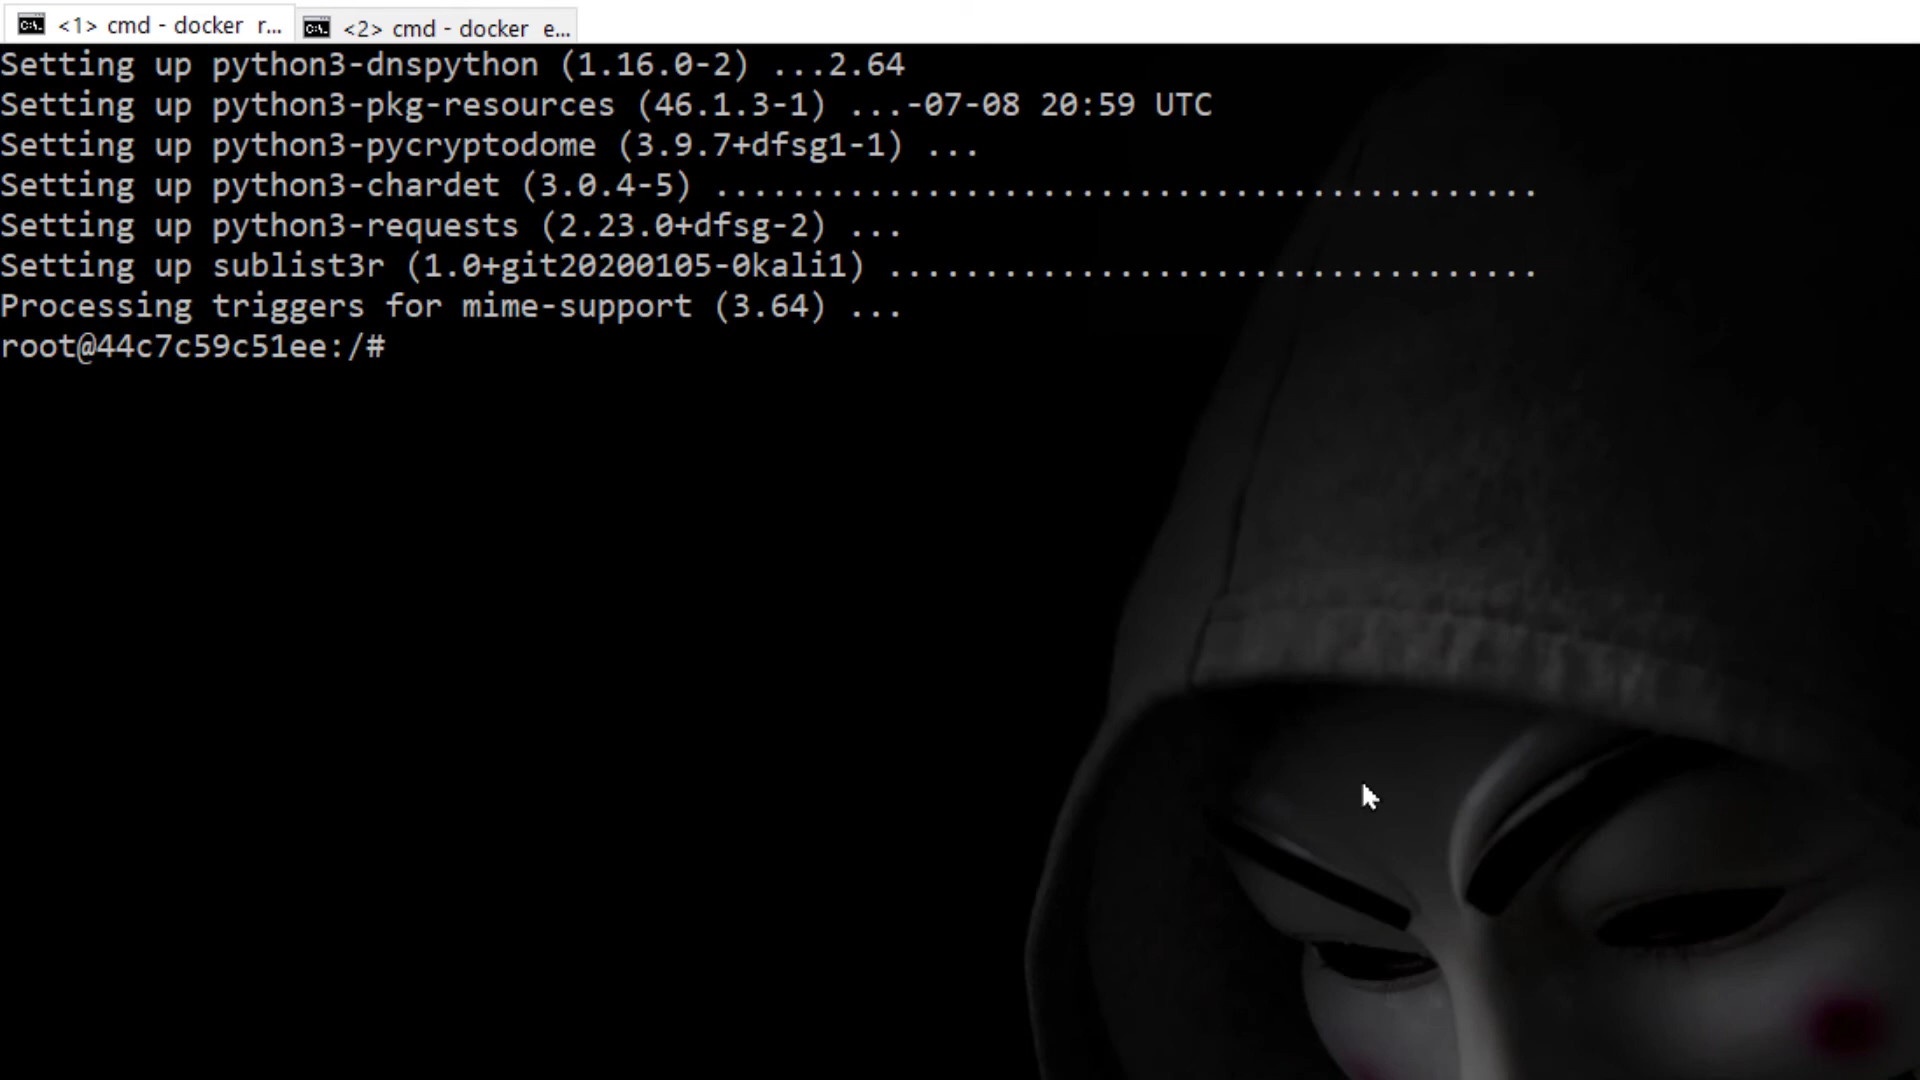 <1> cmd - docker r...
<2> cmd - docker e...
Setting up python3-dnspython (1.16.0-2) ...2.64
Setting up python3-pkg-resources (46.1.3-1) ...-07-08 20:59 UTC
Setting up python3-pycryptodome (3.9.7+dfsg1-1) ...
Setting up python3-chardet (3.0.4-5) ...........................................
Setting up python3-requests (2.23.0+dfsg-2) ...
Setting up sublist3r (1.0+git20200105-0kali1) ..................................
Processing triggers for mime-support (3.64) ...
root@44c7c59c51ee:/#